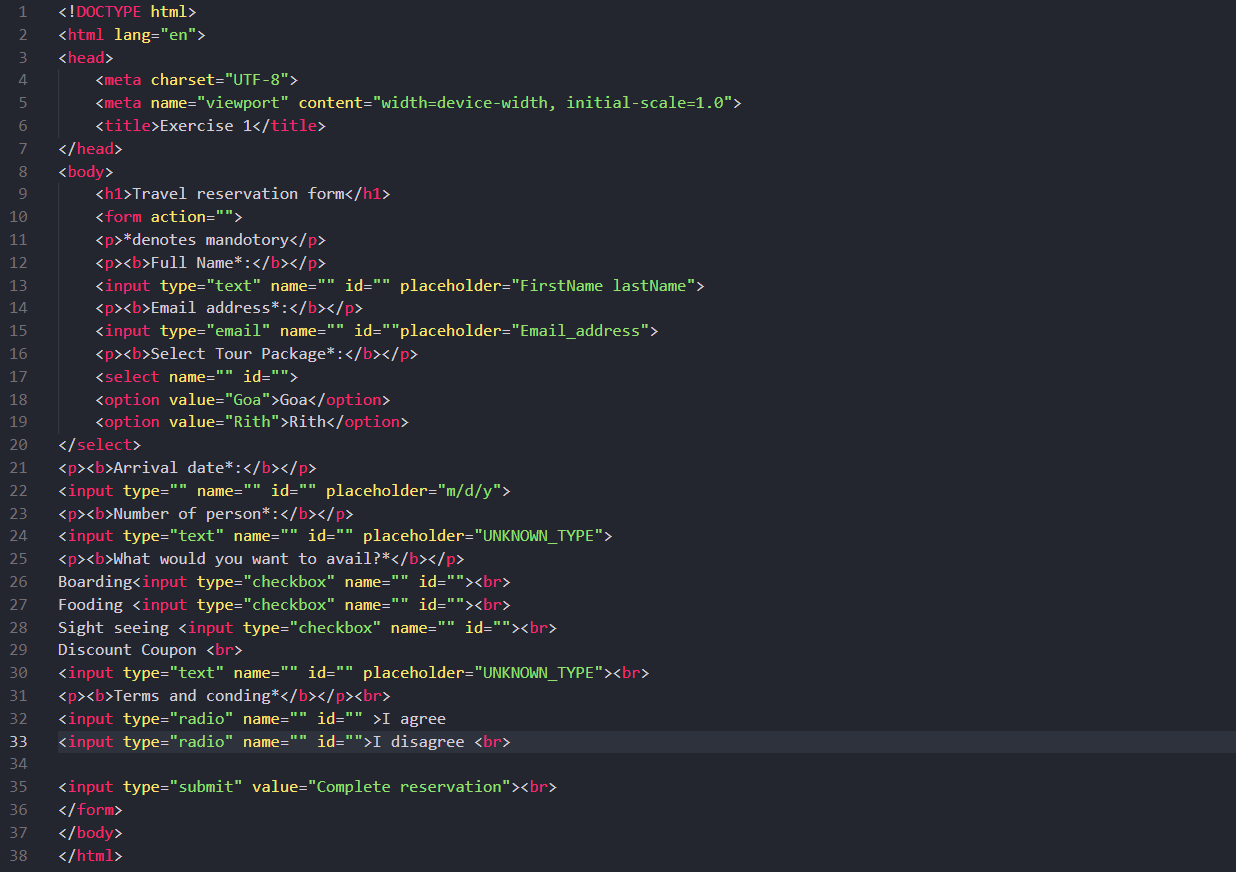 1 <!DOCTYPE html>
2 <html lang="en">
3 <head>
4     <meta charset="UTF-8">
5     <meta name="viewport" content="width=device-width, initial-scale=1.0">
6     <title>Exercise 1</title>
7 </head>
8 <body>
9     <h1>Travel reservation form</h1>
10     <form action="">
11     <p>*denotes mandotory</p>
12     <p><b>Full Name*:</b></p>
13     <input type="text" name="" id="" placeholder="FirstName lastName">
14     <p><b>Email address*:</b></p>
15     <input type="email" name="" id=""placeholder="Email_address">
16     <p><b>Select Tour Package*:</b></p>
17     <select name="" id="">
18     <option value="Goa">Goa</option>
19     <option value="Rith">Rith</option>
20 </select>
21 <p><b>Arrival date*:</b></p>
22 <input type="" name="" id="" placeholder="m/d/y">
23 <p><b>Number of person*:</b></p>
24 <input type="text" name="" id="" placeholder="UNKNOWN_TYPE">
25 <p><b>What would you want to avail?*</b></p>
26 Boarding<input type="checkbox" name="" id=""><br>
27 Fooding <input type="checkbox" name="" id=""><br>
28 Sight seeing <input type="checkbox" name="" id=""><br>
29 Discount Coupon <br>
30 <input type="text" name="" id="" placeholder="UNKNOWN_TYPE"><br>
31 <p><b>Terms and conding*</b></p><br>
32 <input type="radio" name="" id="" >I agree
33 <input type="radio" name="" id="">I disagree <br>
34
35 <input type="submit" value="Complete reservation"><br>
36 </form>
37 </body>
38 </html>